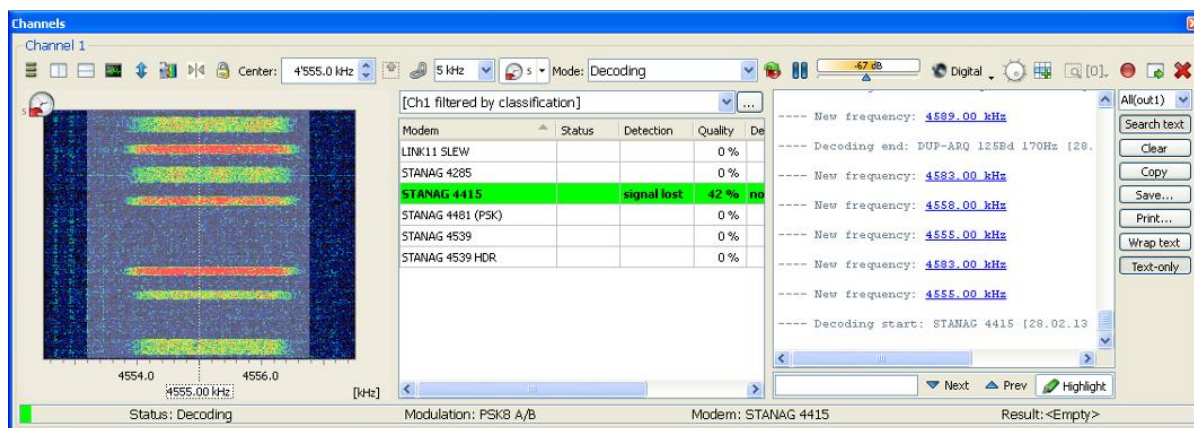 Channels
Channel 1
Center: 4'555.0 kHz 5 kHz s Mode: Decoding -67 dB Digital [0]
s
[Ch1 filtered by classification] ...
Modem Status Detection Quality De
LINK11 SLEW 0 %
STANAG 4285 0 %
STANAG 4415 signal lost 42 % no
STANAG 4481 (PSK) 0 %
STANAG 4539 0 %
STANAG 4539 HDR 0 %
---- New frequency: 4589.00 kHz
---- Decoding end: DUP-ARQ 125Bd 170Hz [28.
---- New frequency: 4583.00 kHz
---- New frequency: 4558.00 kHz
---- New frequency: 4555.00 kHz
---- New frequency: 4583.00 kHz
---- New frequency: 4555.00 kHz
---- Decoding start: STANAG 4415 [28.02.13
All(out1)
Search text
Clear
Copy
Save...
Print...
Wrap text
Text-only
4554.0 4556.0
4555.00 kHz [kHz]
Next Prev Highlight
Status: Decoding Modulation: PSK8 A/B Modem: STANAG 4415 Result:<Empty>